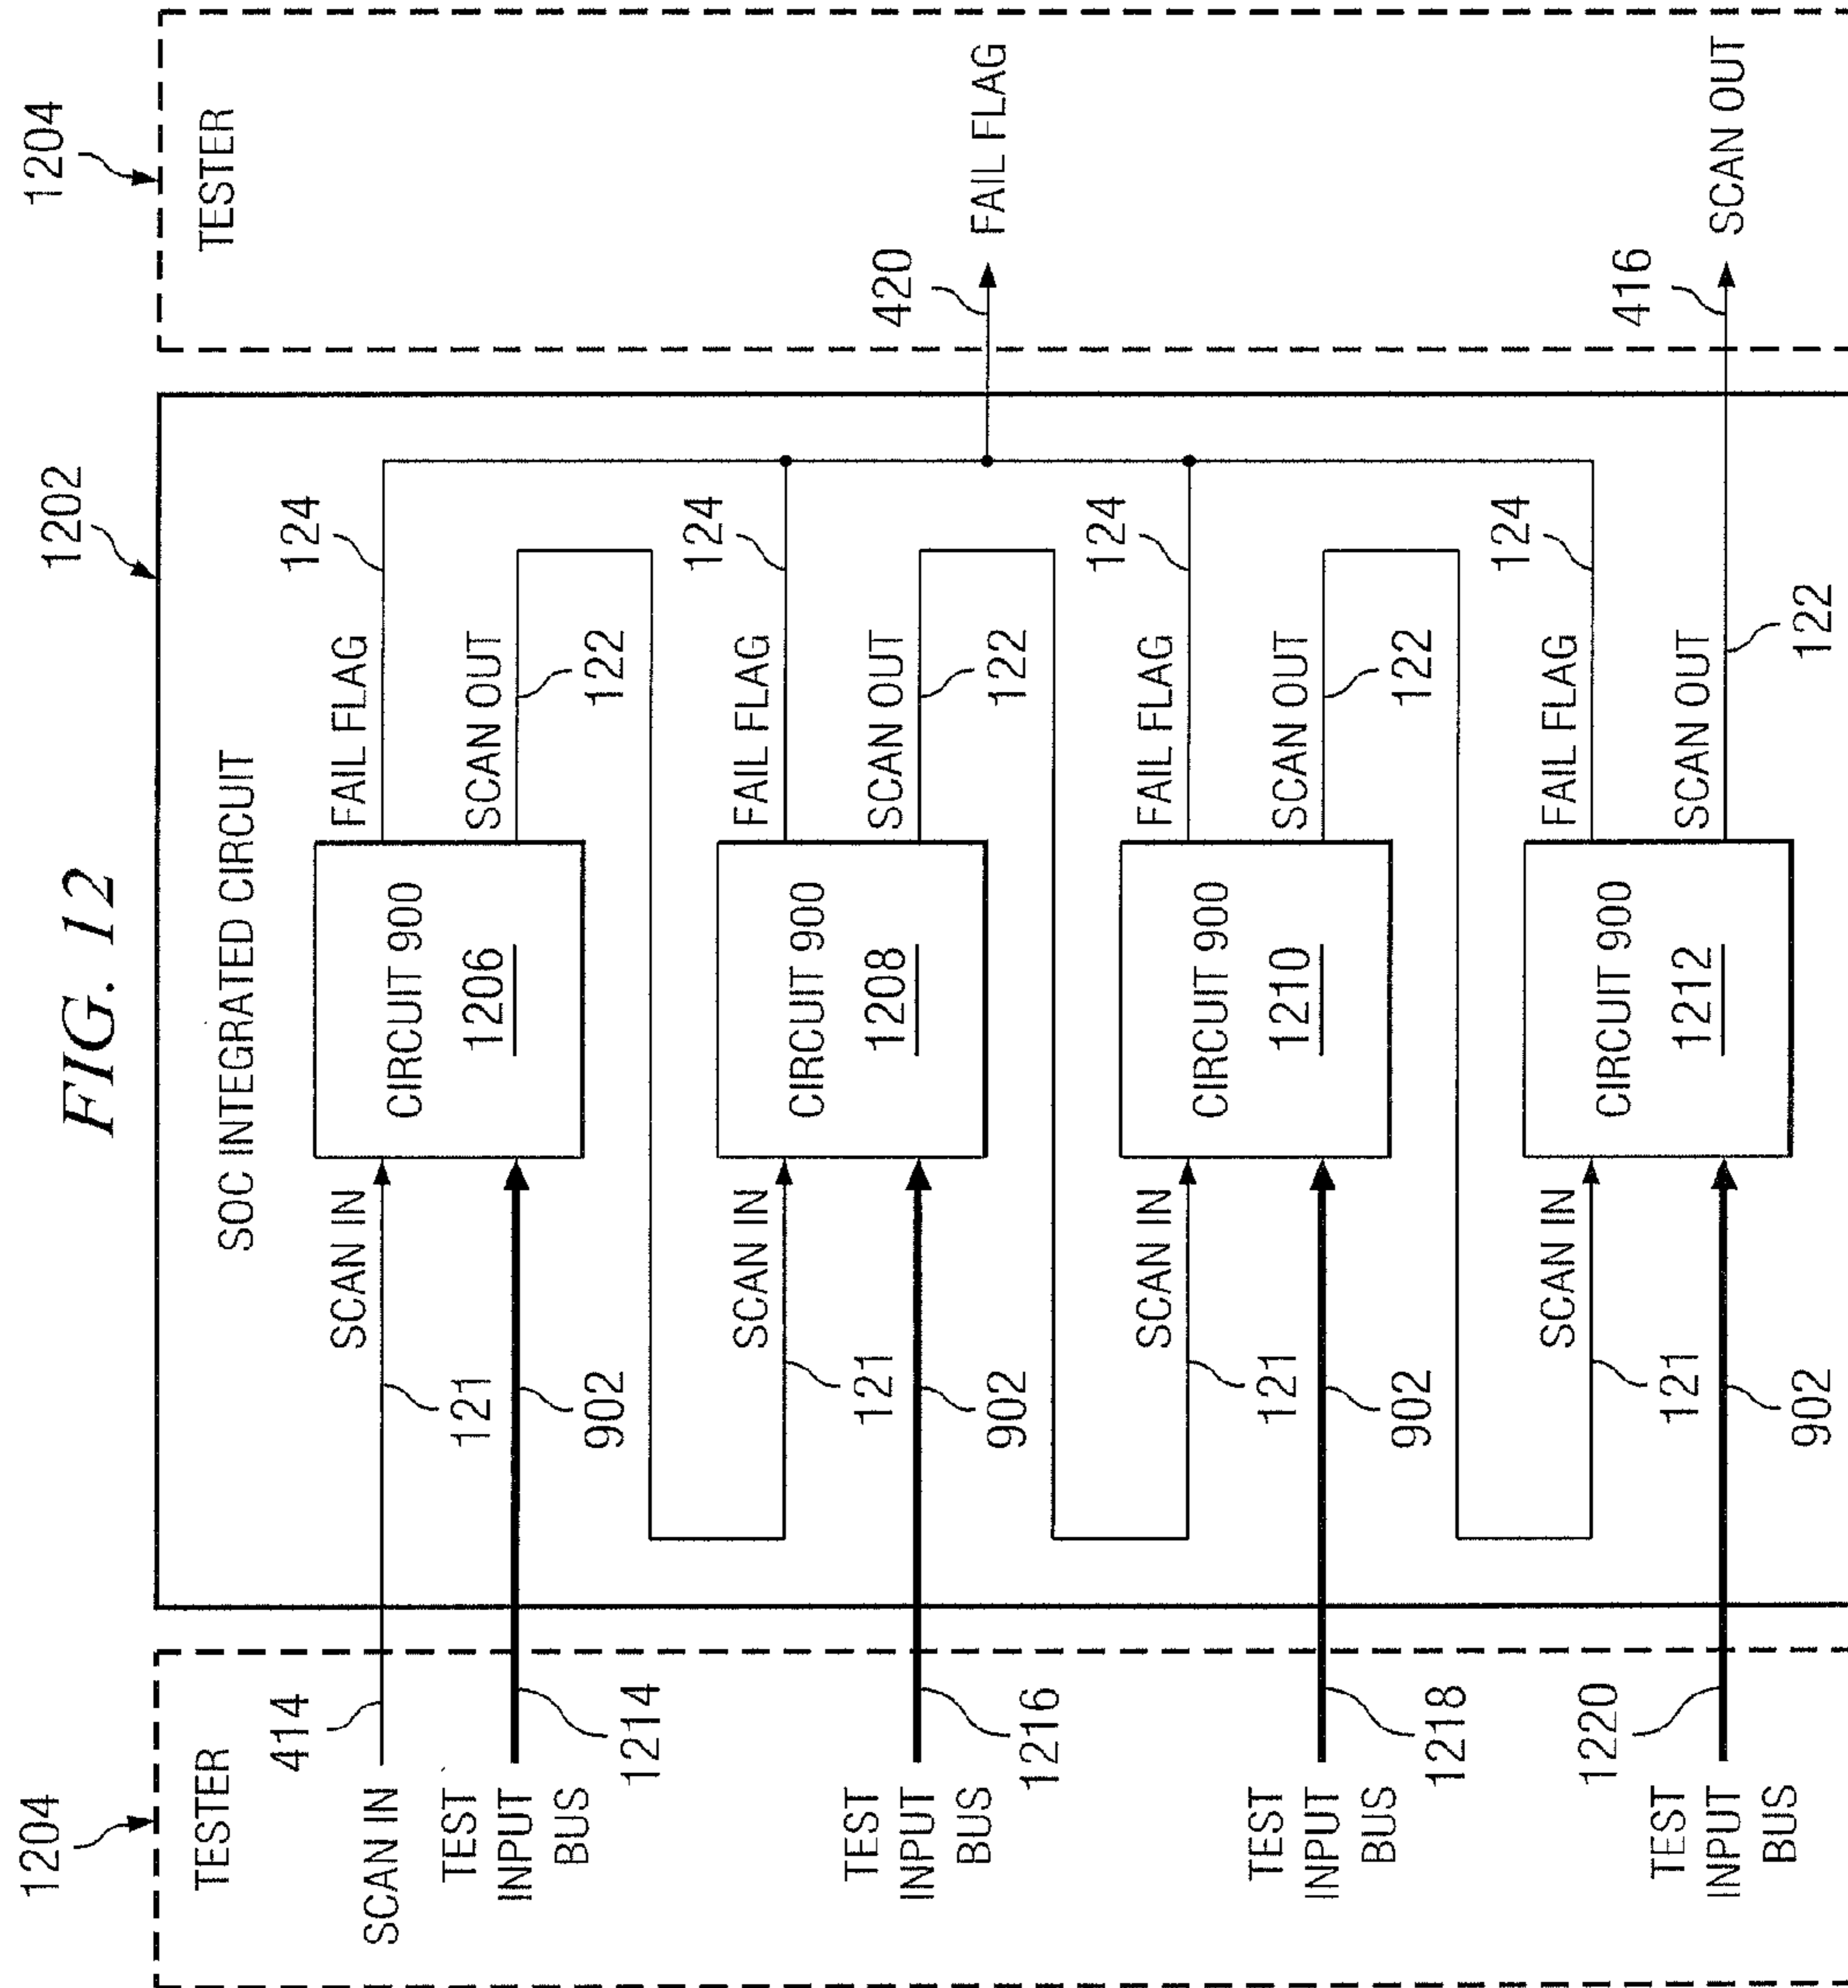 FIG. 12
1204
1202
1204
TESTER
SOC INTEGRATED CIRCUIT
TESTER
SCAN IN
414
121
SCAN IN
CIRCUIT 900
1206
FAIL FLAG
124
TEST
INPUT
BUS
1214
902
SCAN OUT
122
SCAN IN
121
CIRCUIT 900
1208
FAIL FLAG
124
TEST
INPUT
BUS
1216
902
SCAN OUT
122
420
FAIL FLAG
SCAN IN
121
CIRCUIT 900
1210
FAIL FLAG
124
TEST
INPUT
BUS
1218
902
SCAN OUT
122
SCAN IN
121
CIRCUIT 900
1212
FAIL FLAG
124
TEST
INPUT
BUS
1220
902
SCAN OUT
122
416
SCAN OUT